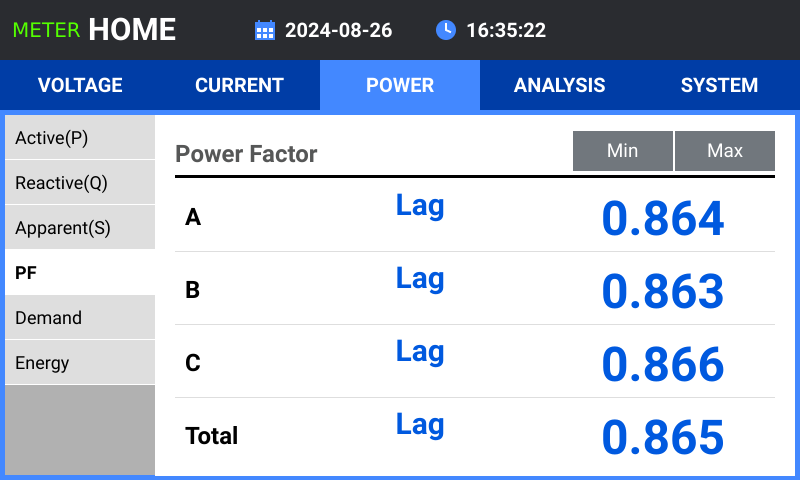 METER HOME 2024-08-26 16:35:22
VOLTAGE CURRENT POWER ANALYSIS SYSTEM
Active(P)
Reactive(Q)
Apparent(S)
PF
Demand
Energy
Power Factor Min Max
A Lag 0.864
B Lag 0.863
C Lag 0.866
Total Lag 0.865